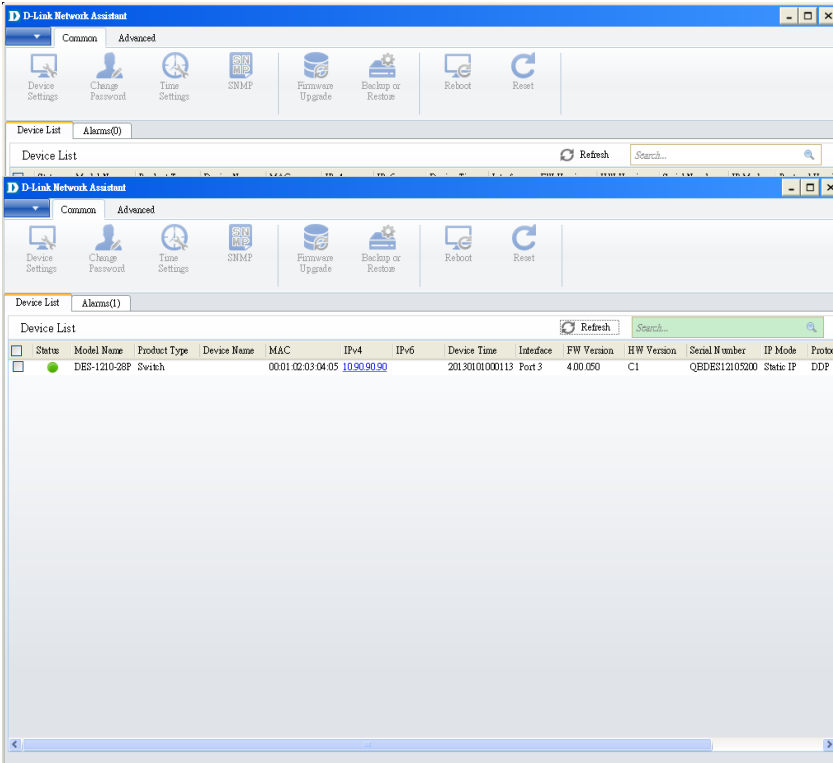 D-Link Network Assistant
Common Advanced
Device Settings Change Password Time Settings SNMP Firmware Upgrade Backup or Restore Reboot Reset
Device List Alarms(0)
Device List Refresh Search...
D-Link Network Assistant
Common Advanced
Device Settings Change Password Time Settings SNMP Firmware Upgrade Backup or Restore Reboot Reset
Device List Alarms(1)
Device List Refresh Search...
Status Model Name Product Type Device Name MAC IPv4 IPv6 Device Time Interface FW Version HW Version Serial Number IP Mode Protoc
DES-1210-28P Switch 00:01:02:03:04:05 10.90.90.90 20130101000113 Port 3 4.00.050 C1 QBDES12105200 Static IP DDP